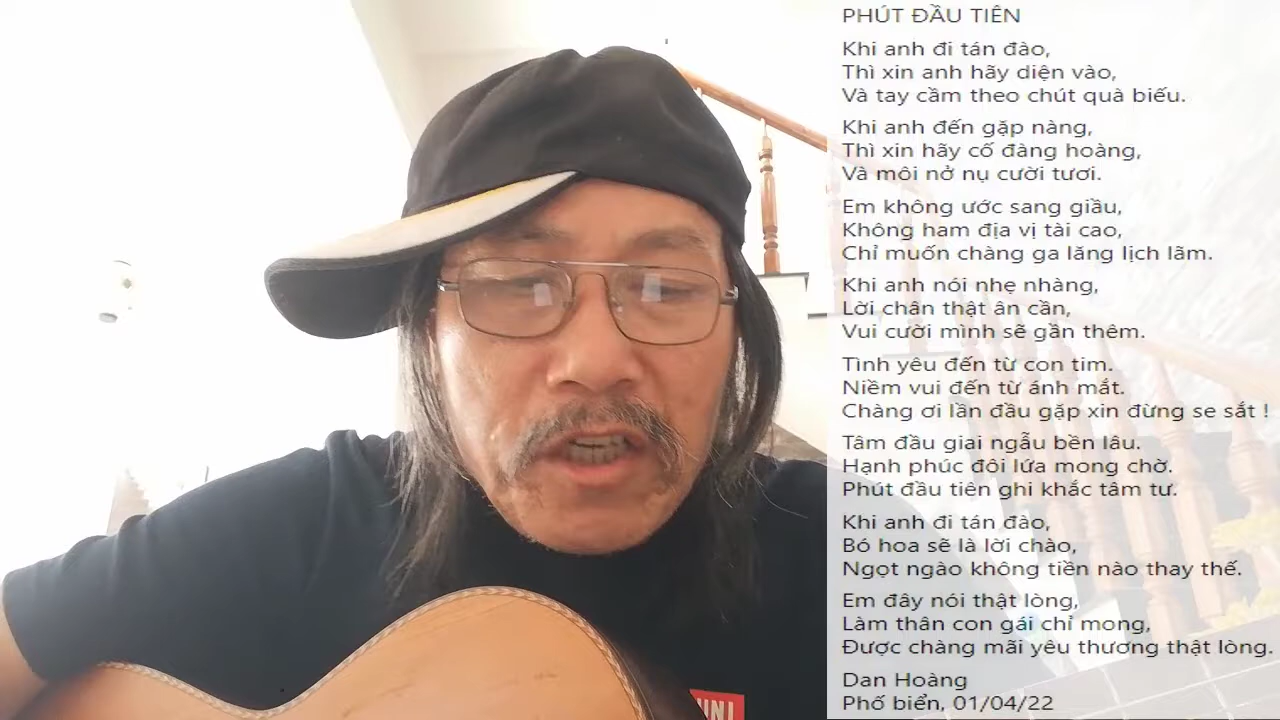 PHÚT ĐẦU TIÊN
Khi anh đi tán đào,
Thì xin anh hãy diện vào,
Và tay cầm theo chút quà biếu.
Khi anh đến gặp nàng,
Thì xin hãy cố đàng hoàng,
Và môi nở nụ cười tươi.
Em không ước sang giầu,
Không ham địa vị tài cao,
Chỉ muốn chàng ga lăng lịch lãm.
Khi anh nói nhẹ nhàng,
Lời chân thật ân cần,
Vui cười mình sẽ gần thêm.
Tình yêu đến từ con tim.
Niềm vui đến từ ánh mắt.
Chàng ơi lần đầu gặp xin đừng se sắt !
Tâm đầu giai ngẫu bền lâu.
Hạnh phúc đôi lứa mong chờ.
Phút đầu tiên ghi khắc tâm tư.
Khi anh đi tán đào,
Bó hoa sẽ là lời chào,
Ngọt ngào không tiền nào thay thế.
Em đây nói thật lòng,
Làm thân con gái chỉ mong,
Được chàng mãi yêu thương thật lòng.
Dan Hoàng
Phố biển, 01/04/22